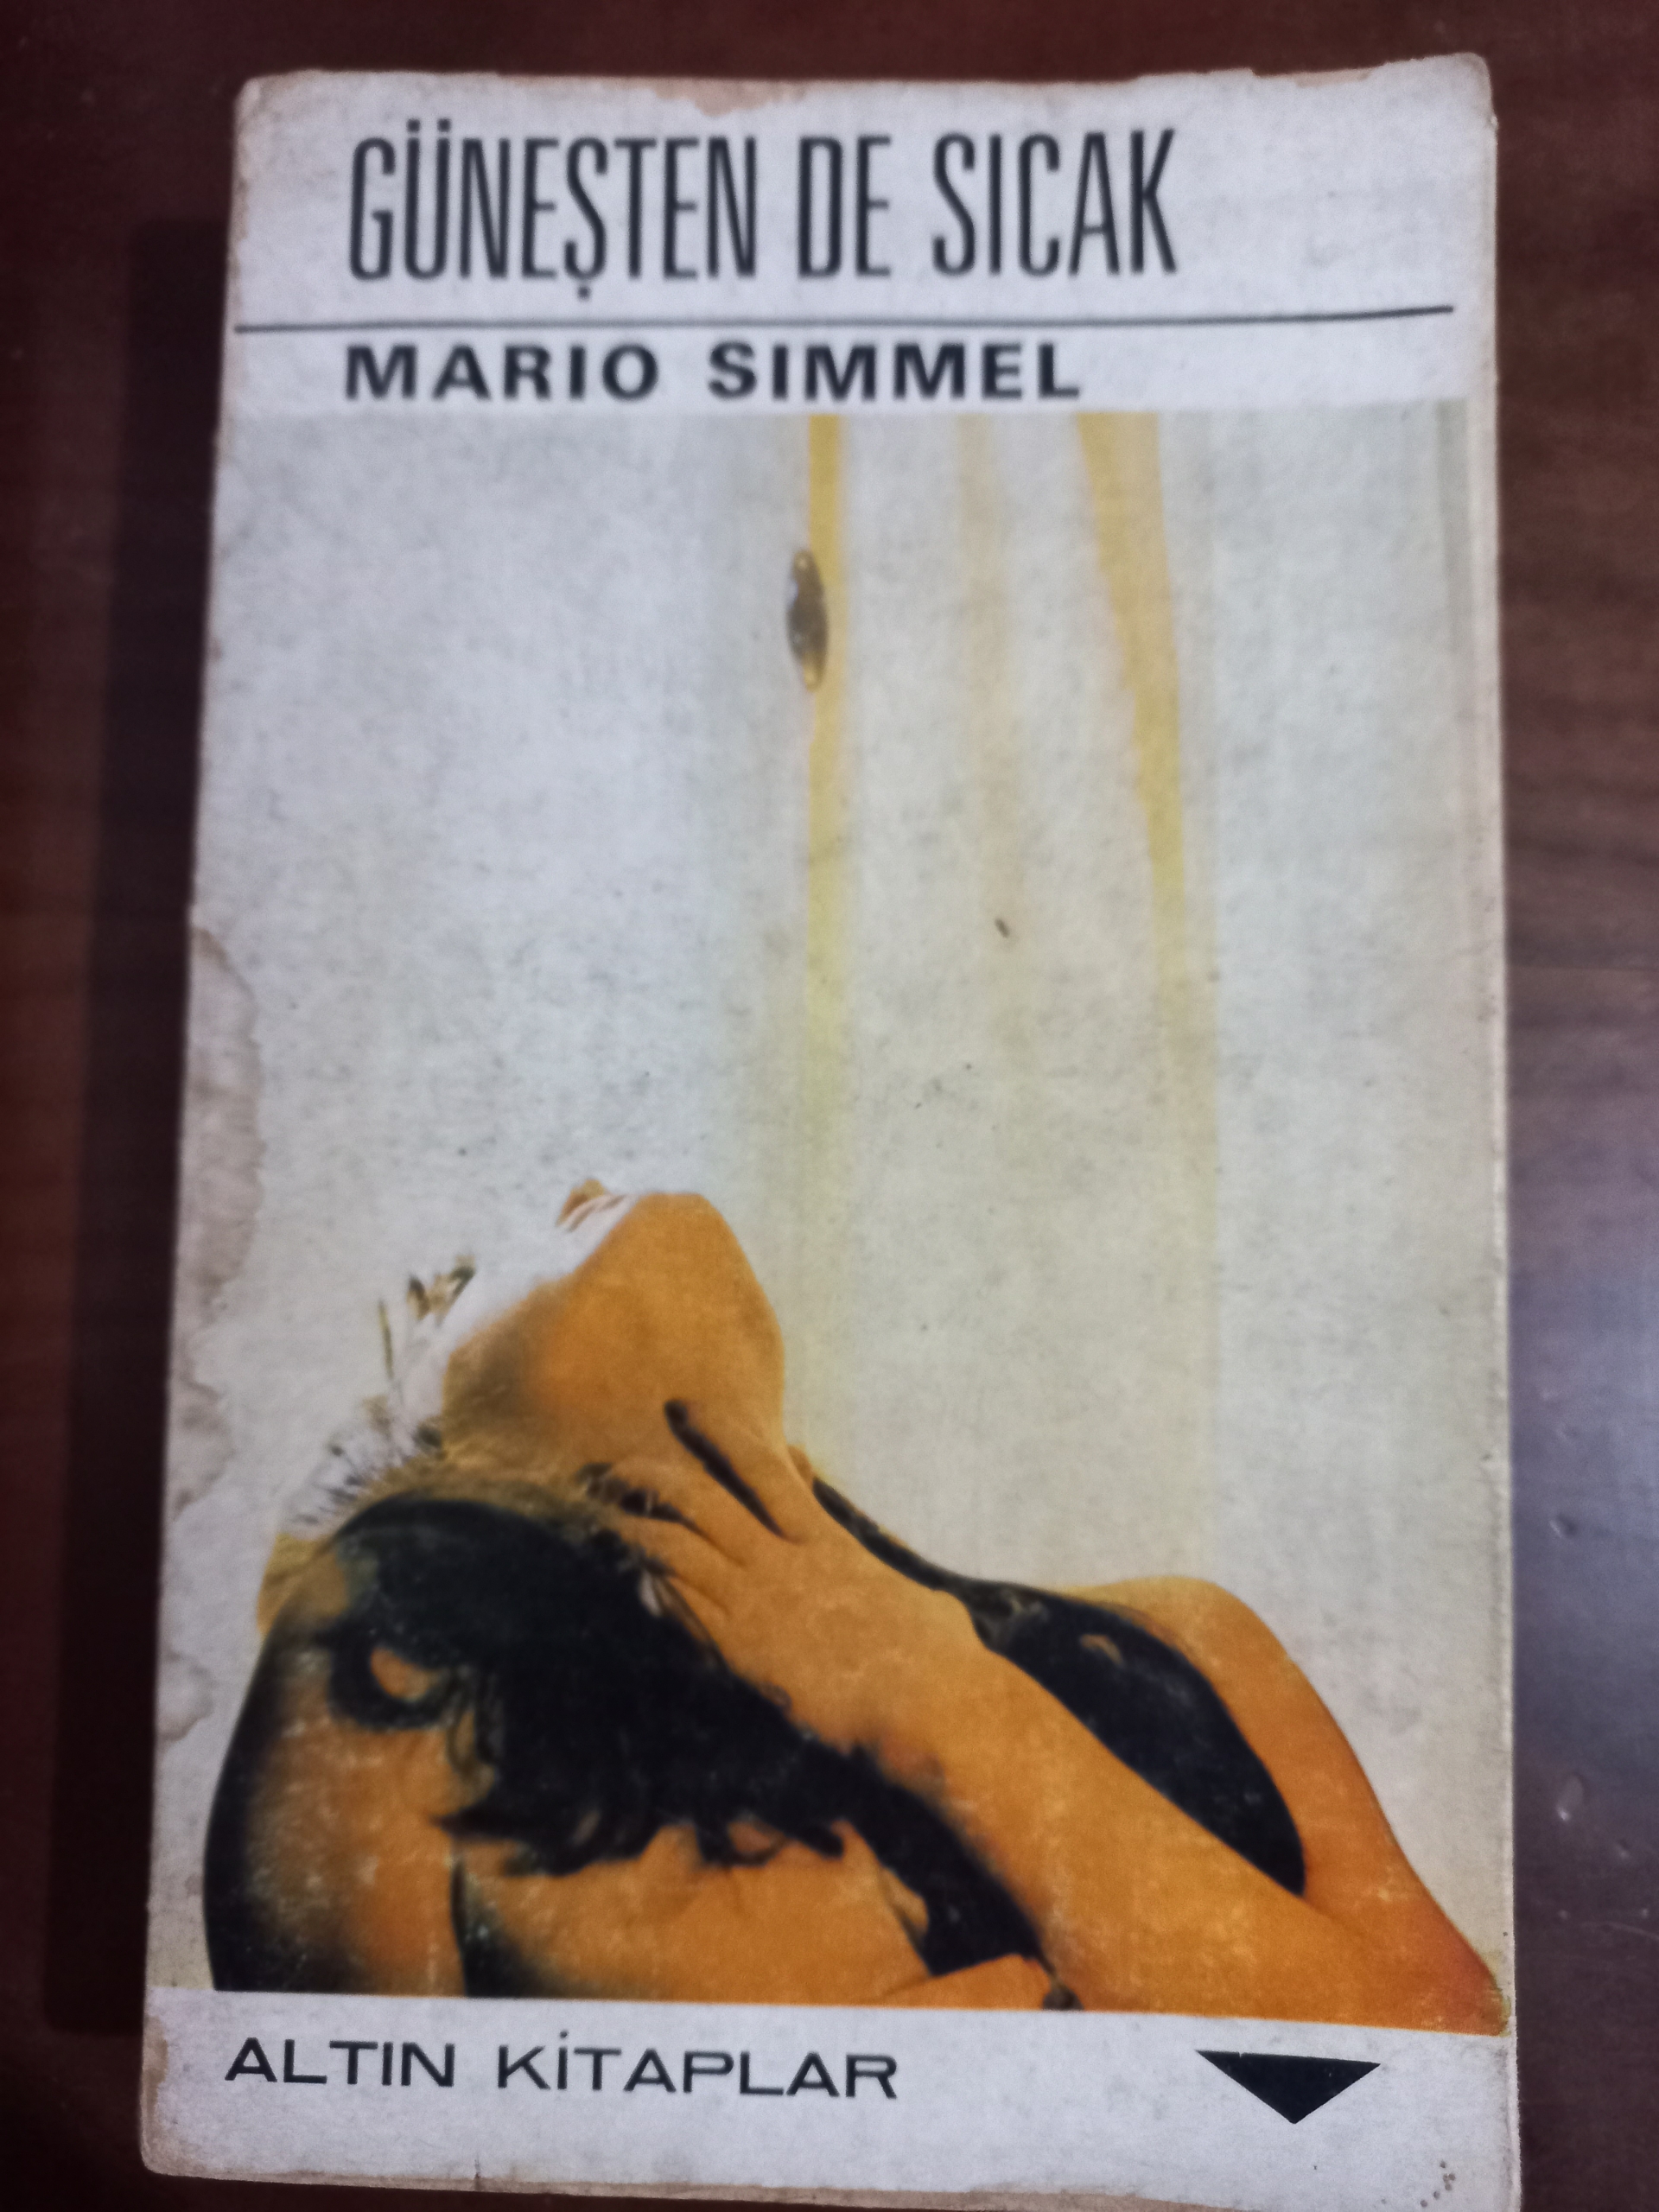 GÜNEŞTEN DE SICAK
MARIO SIMMEL
ALTIN KİTAPLAR